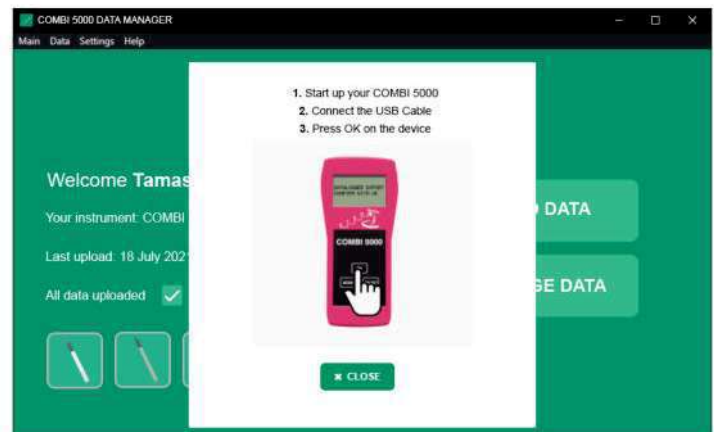 COMBI 5000 DATA MANAGER
Main Data Settings Help
1. Start up your COMBI 5000
2. Connect the USB Cable
3. Press OK on the device
Welcome Tamas
Your instrument: COMBI
Last upload: 18 July 202
All data uploaded
DATA
GE DATA
COMBI 5000
× CLOSE